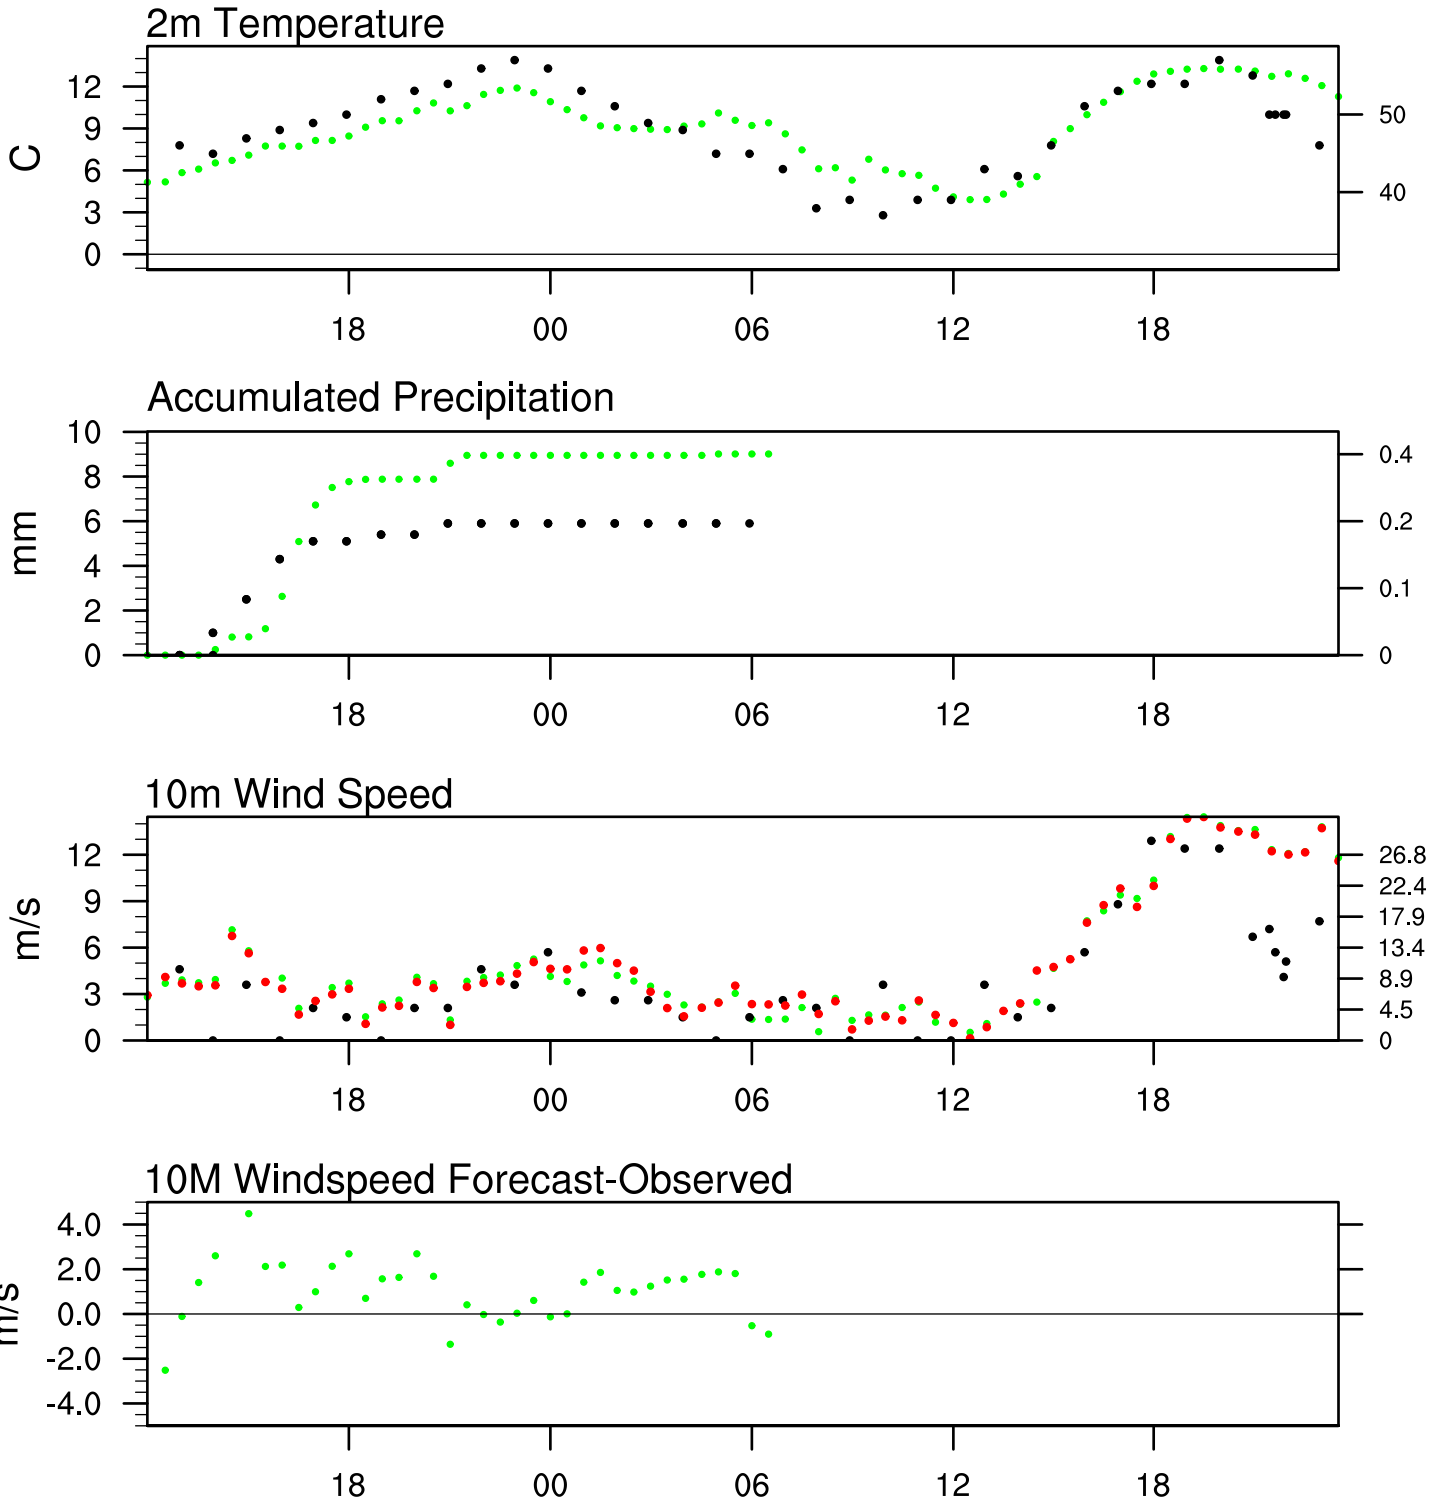 2m Temperature
12
9
6
3
0
C
50
40
18 00 06 12 18
Accumulated Precipitation
10
8
6
4
2
0
mm
0.4
0.2
0.1
0
18 00 06 12 18
10m Wind Speed
12
9
6
3
0
m/s
26.8
22.4
17.9
13.4
8.9
4.5
0
18 00 06 12 18
10M Windspeed Forecast-Observed
4.0
2.0
0.0
-2.0
-4.0
m/s
18 00 06 12 18